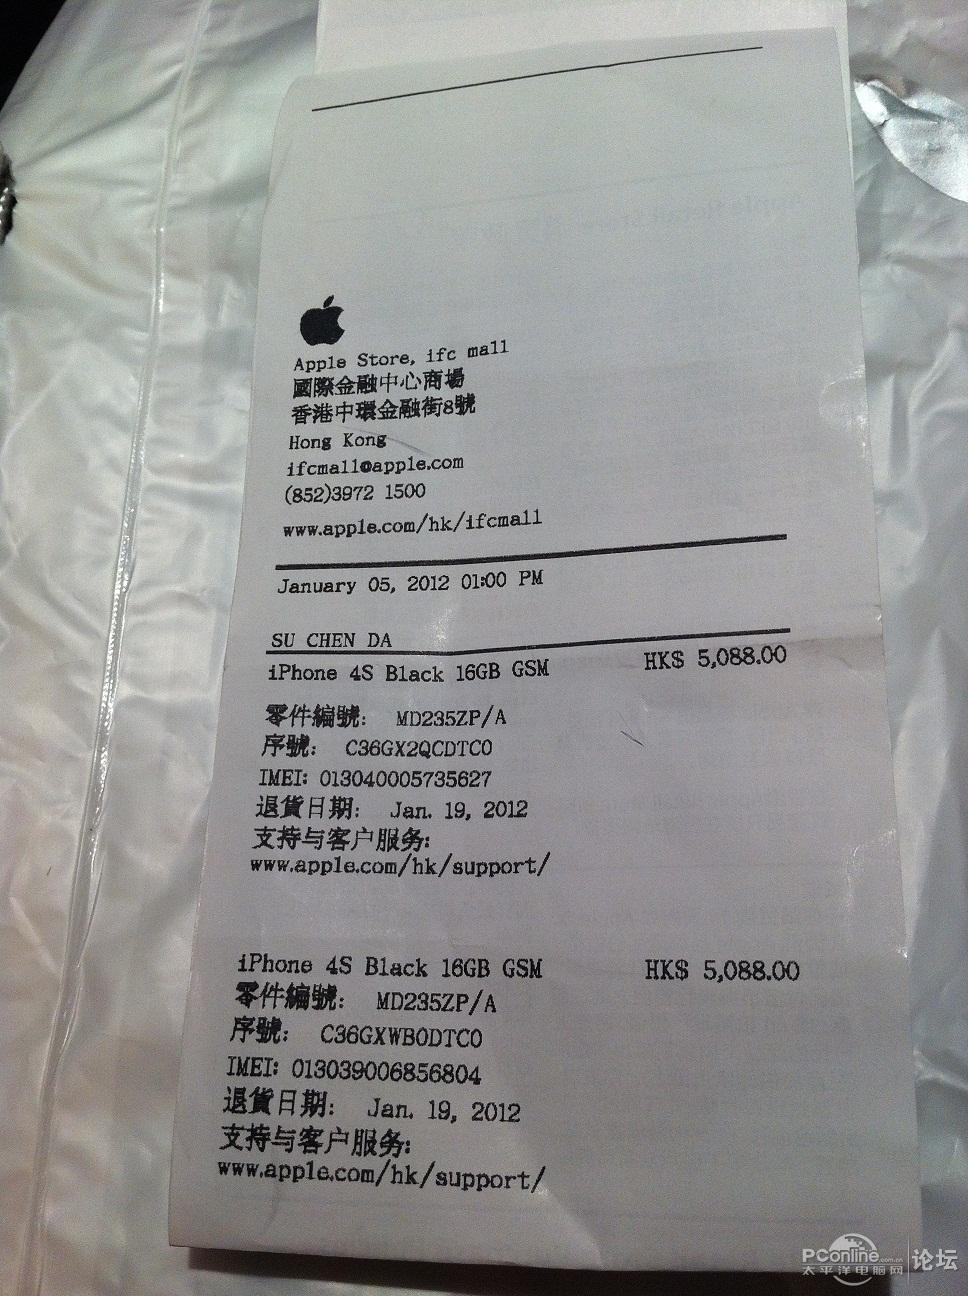 Apple Store, ifc mall
國際金融中心商場
香港中環金融街8號
Hong Kong
ifcmall@apple.com
(852)3972 1500
www.apple.com/hk/ifcmall
January 05, 2012 01:00 PM
SU CHEN DA
iPhone 4S Black 16GB GSM HK$ 5,088.00
零件編號: MD235ZP/A
序號: C36GX2QCDTC0
IMEI: 013040005735627
退貨日期: Jan. 19, 2012
支持与客户服务:
www.apple.com/hk/support/
iPhone 4S Black 16GB GSM HK$ 5,088.00
零件編號: MD235ZP/A
序號: C36GXWB0DTC0
IMEI: 013039006856804
退貨日期: Jan. 19, 2012
支持与客户服务:
www.apple.com/hk/support/
PConline.com.cn 论坛
太平洋电脑网